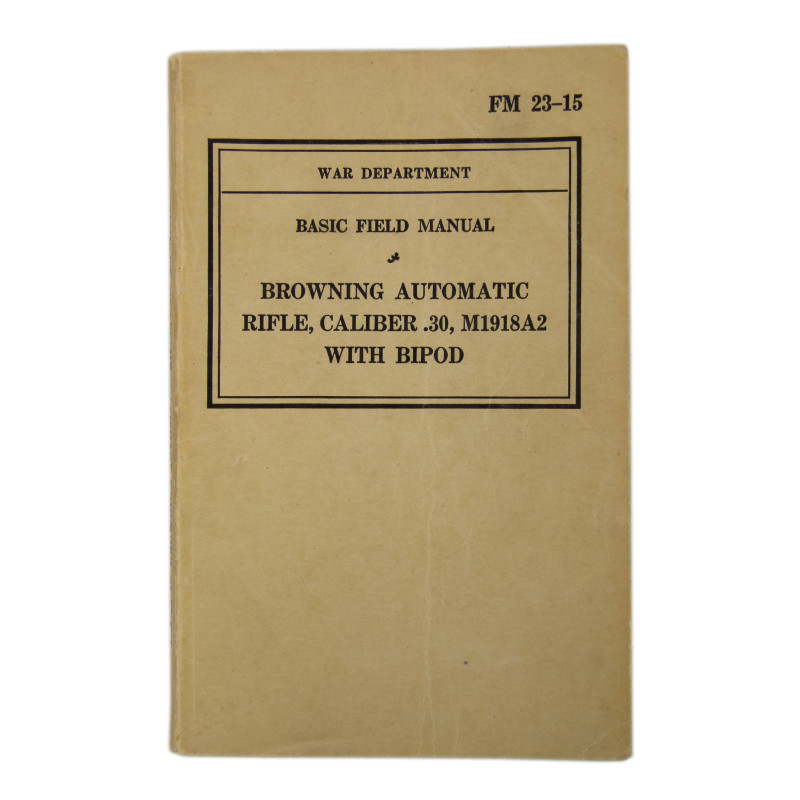 FM 23–15
WAR DEPARTMENT
BASIC FIELD MANUAL
BROWNING AUTOMATIC
RIFLE, CALIBER .30, M1918A2
WITH BIPOD